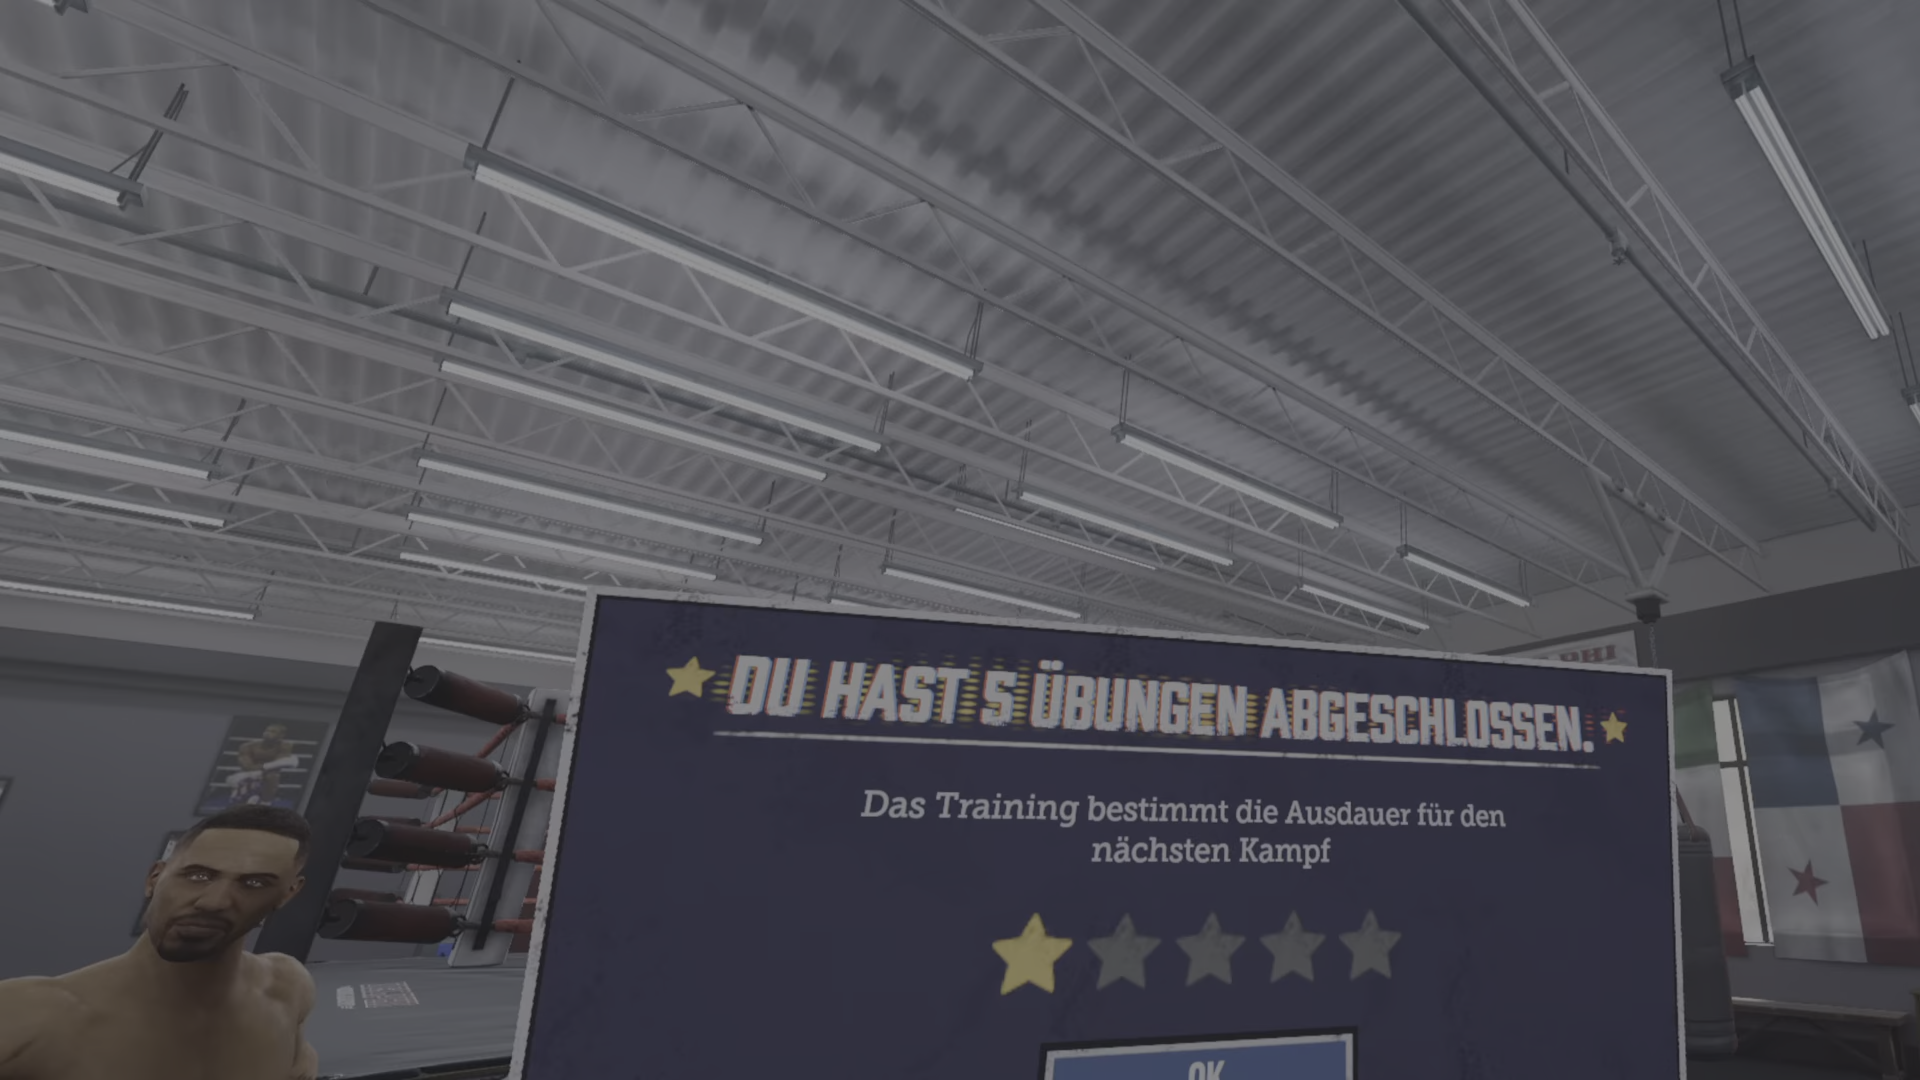 DU HAST 5 ÜBUNGEN ABGESCHLOSSEN.
Das Training bestimmt die Ausdauer für den
nächsten Kampf
OK